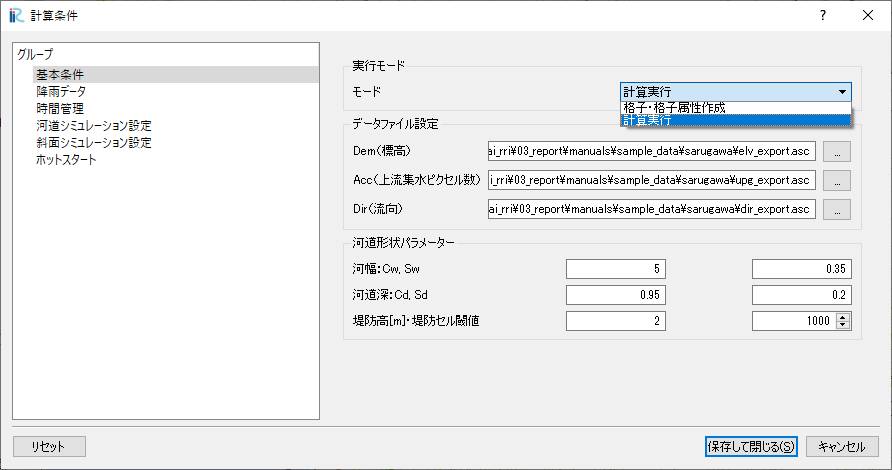 iRIC 計算条件
? ×
グループ
基本条件
降雨データ
時間管理
河道シミュレーション設定
斜面シミュレーション設定
ホットスタート
実行モード
モード 計算実行
格子・格子属性作成
計算実行
データファイル設定
Dem(標高) ai_rri¥03_report¥manuals¥sample_data¥sarugawa¥elv_export.asc ...
Acc(上流集水ピクセル数) i_rri¥03_report¥manuals¥sample_data¥sarugawa¥upg_export.asc ...
Dir(流向) ai_rri¥03_report¥manuals¥sample_data¥sarugawa¥dir_export.asc ...
河道形状パラメーター
河幅:Cw, Sw 5 0.35
河道深:Cd, Sd 0.95 0.2
堤防高[m]・堤防セル閾値 2 1000
リセット 保存して閉じる(S) キャンセル